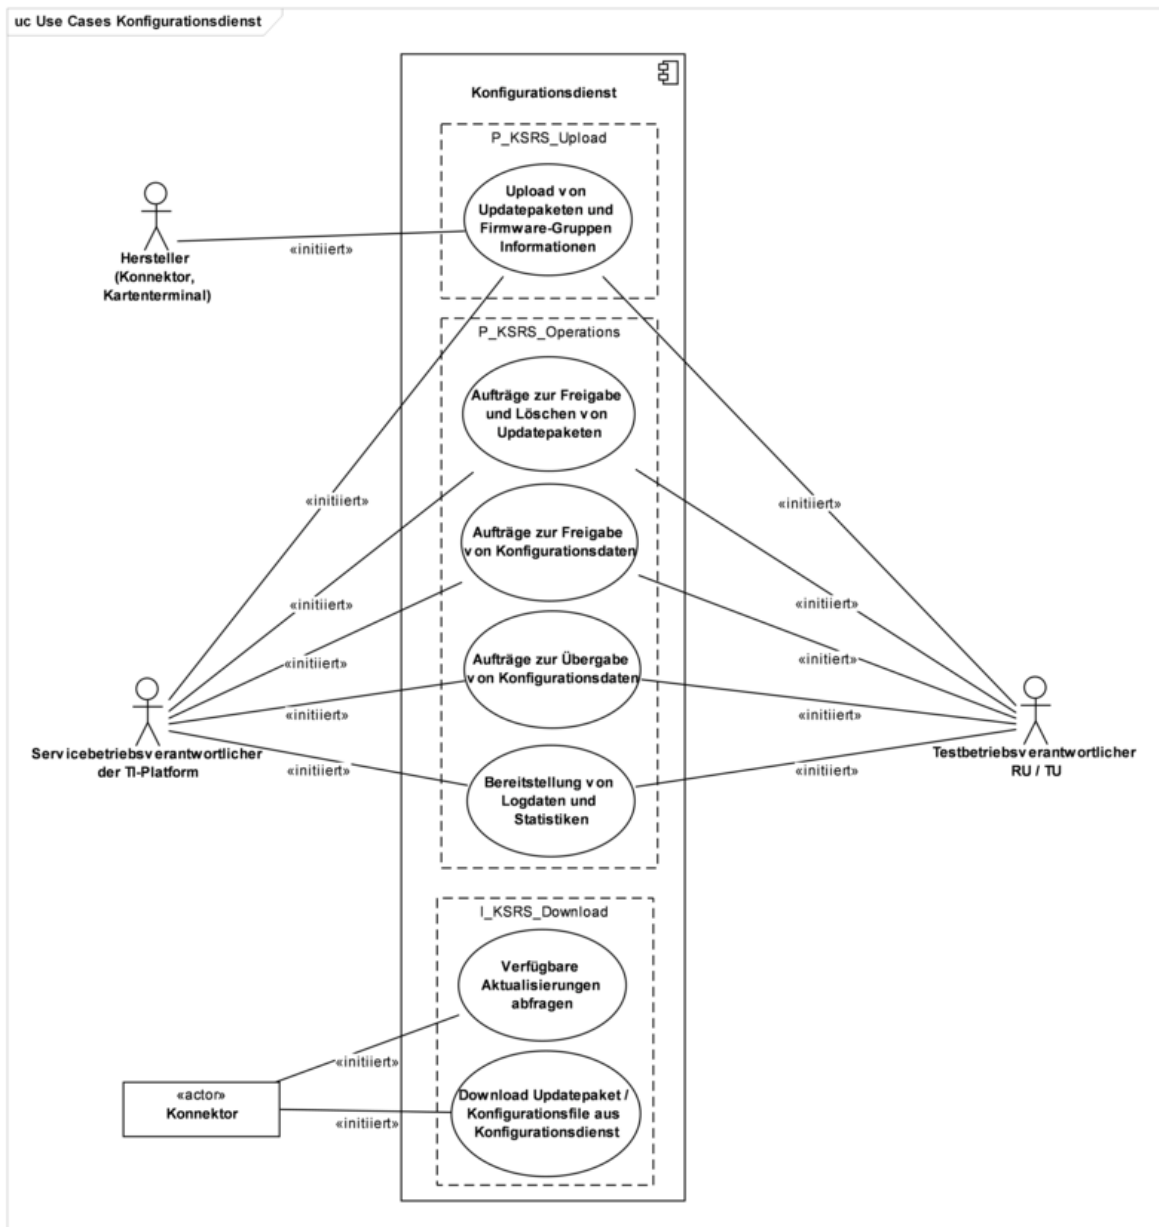 uc Use Cases Konfigurationsdienst
Konfigurationsdienst
P_KSRS_Upload
Upload von
Updatepaketen und
Firmware-Gruppen
Informationen
«initiiert»
Hersteller
(Konnektor,
Kartenterminal)
P_KSRS_Operations
Aufträge zur Freigabe
und Löschen von
Updatepaketen
«initiiert»
«initiiert»
Aufträge zur Freigabe
von Konfigurationsdaten
«initiiert»
«initiiert»
Aufträge zur Übergabe
von Konfigurationsdaten
«initiiert»
«initiiert»
«initiiert»
«initiiert»
Servicebetriebsverantwortlicher
der TI-Platform
Testbetriebsverantwortlicher
RU / TU
«initiiert»
«initiiert»
Bereitstellung von
Logdaten und
Statistiken
I_KSRS_Download
Verfügbare
Aktualisierungen
abfragen
«initiiert»
«actor»
Konnektor
«initiiert»
Download Updatepaket /
Konfigurationsfile aus
Konfigurationsdienst